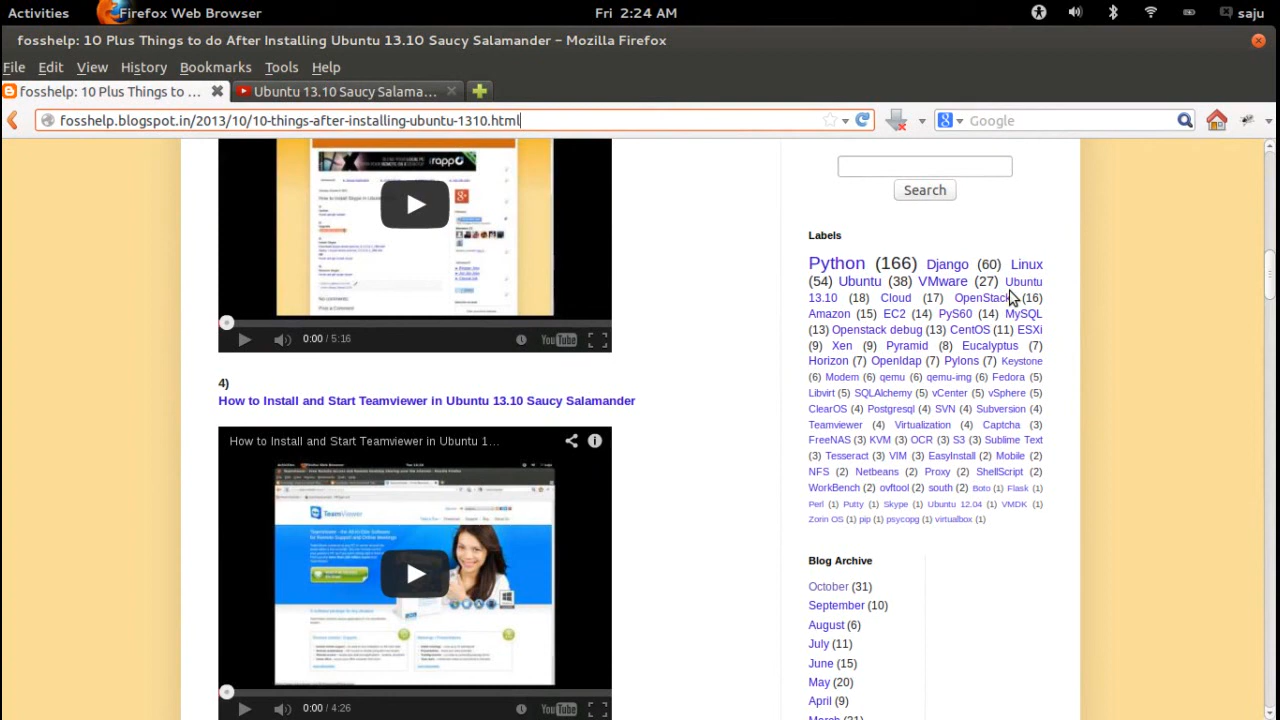 Activities Firefox Web Browser Fri 2:24 AM saju
fosshelp: 10 Plus Things to do After Installing Ubuntu 13.10 Saucy Salamander - Mozilla Firefox
File Edit View History Bookmarks Tools Help
fosshelp: 10 Plus Things to ... Ubuntu 13.10 Saucy Salama...
fosshelp.blogspot.in/2013/10/10-things-after-installing-ubuntu-1310.html Google
irappo
0:00 / 5:16 YouTube
4)
How to Install and Start Teamviewer in Ubuntu 13.10 Saucy Salamander
How to Install and Start Teamviewer in Ubuntu 1...
TeamViewer
0:00 / 4:26 YouTube
Search
Labels
Python (166) Django (60) Linux
(54) Ubuntu (38) VMware (27) Ubuntu
13.10 (18) Cloud (17) OpenStack (16)
Amazon (15) EC2 (14) PyS60 (14) MySQL
(13) Openstack debug (13) CentOS (11) ESXi
(9) Xen (9) Pyramid (8) Eucalyptus (7)
Horizon (7) Openldap (7) Pylons (7) Keystone
(6) Modem (6) qemu (6) qemu-img (6) Fedora (5)
Libvirt (5) SQLAlchemy (5) vCenter (5) vSphere (5)
ClearOS (4) Postgresql (4) SVN (4) Subversion (4)
Teamviewer (4) Virtualization (4) Captcha (3)
FreeNAS (3) KVM (3) OCR (3) S3 (3) Sublime Text
(3) Tesseract (3) VIM (3) EasyInstall (2) Mobile (2)
NFS (2) Netbeans (2) Proxy (2) ShellScript (2)
WorkBench (2) ovftool (2) south (2) Boto (1) Flask (1)
Perl (1) Putty (1) Skype (1) Ubuntu 12.04 (1) VMDK (1)
Zorin OS (1) pip (1) psycopg (1) virtualbox (1)
Blog Archive
October (31)
September (10)
August (6)
July (11)
June (15)
May (20)
April (9)
March (31)